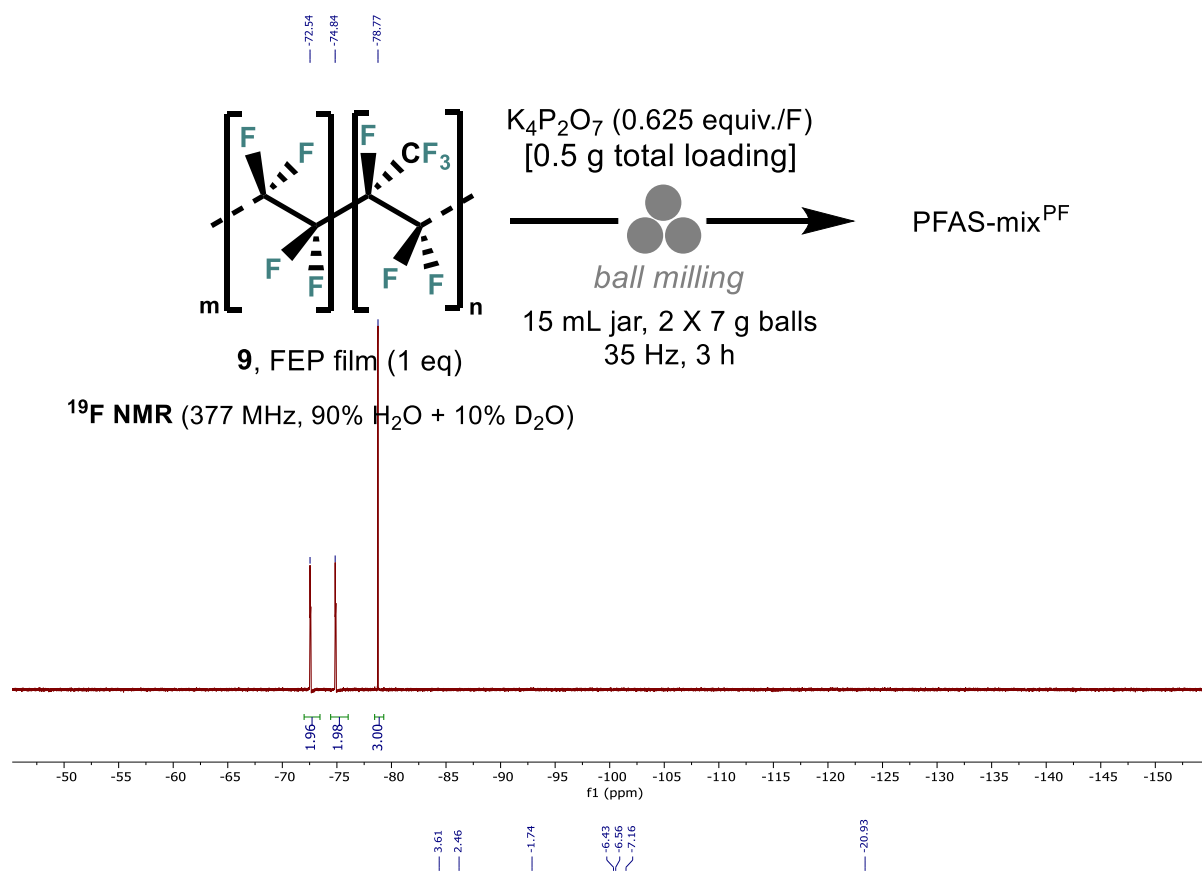 -72.54
-74.84
-78.77
K4P2O7 (0.625 equiv./F)
[0.5 g total loading]
F
F
F
F
F
CF3
F
F
m
n
ball milling
PFAS-mixPF
15 mL jar, 2 X 7 g balls
35 Hz, 3 h
9, FEP film (1 eq)
19F NMR (377 MHz, 90% H2O + 10% D2O)
1.96
1.98
3.00
-50 -55 -60 -65 -70 -75 -80 -85 -90 -95 -100 -105 -110 -115 -120 -125 -130 -135 -140 -145 -150
f1 (ppm)
3.61
2.46
-1.74
-6.43
-6.56
-7.16
-20.93